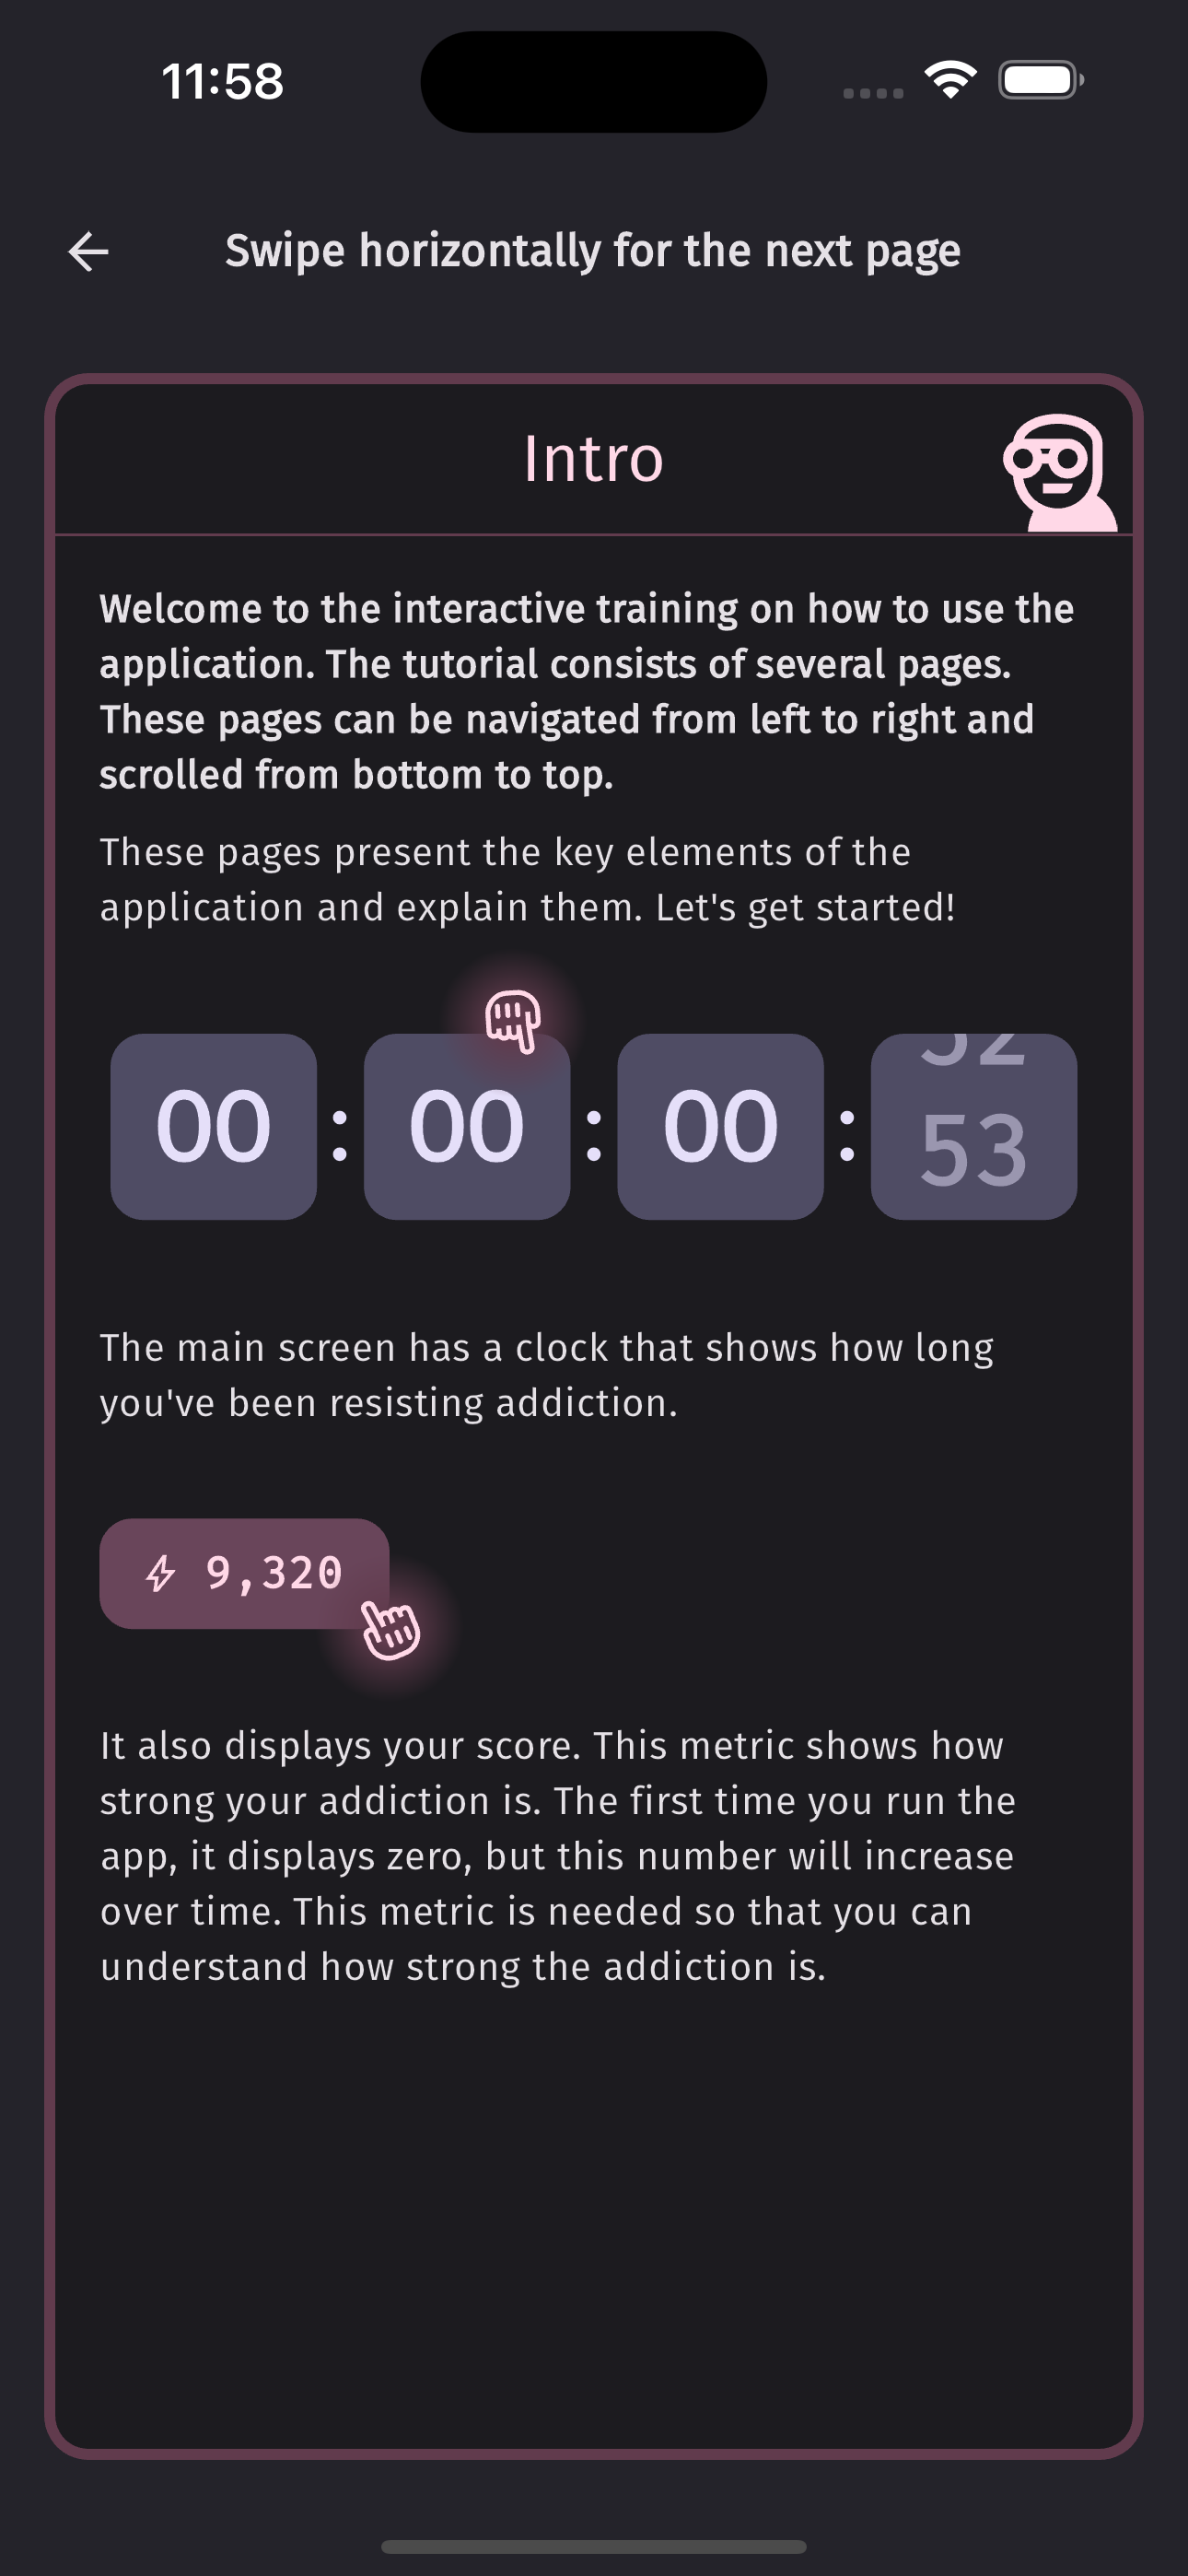 11:58
Swipe horizontally for the next page
Intro
Welcome to the interactive training on how to use the
application. The tutorial consists of several pages.
These pages can be navigated from left to right and
scrolled from bottom to top.
These pages present the key elements of the
application and explain them. Let's get started!
52
00 : 00 : 00 : 53
The main screen has a clock that shows how long
you've been resisting addiction.
9,320
It also displays your score. This metric shows how
strong your addiction is. The first time you run the
app, it displays zero, but this number will increase
over time. This metric is needed so that you can
understand how strong the addiction is.